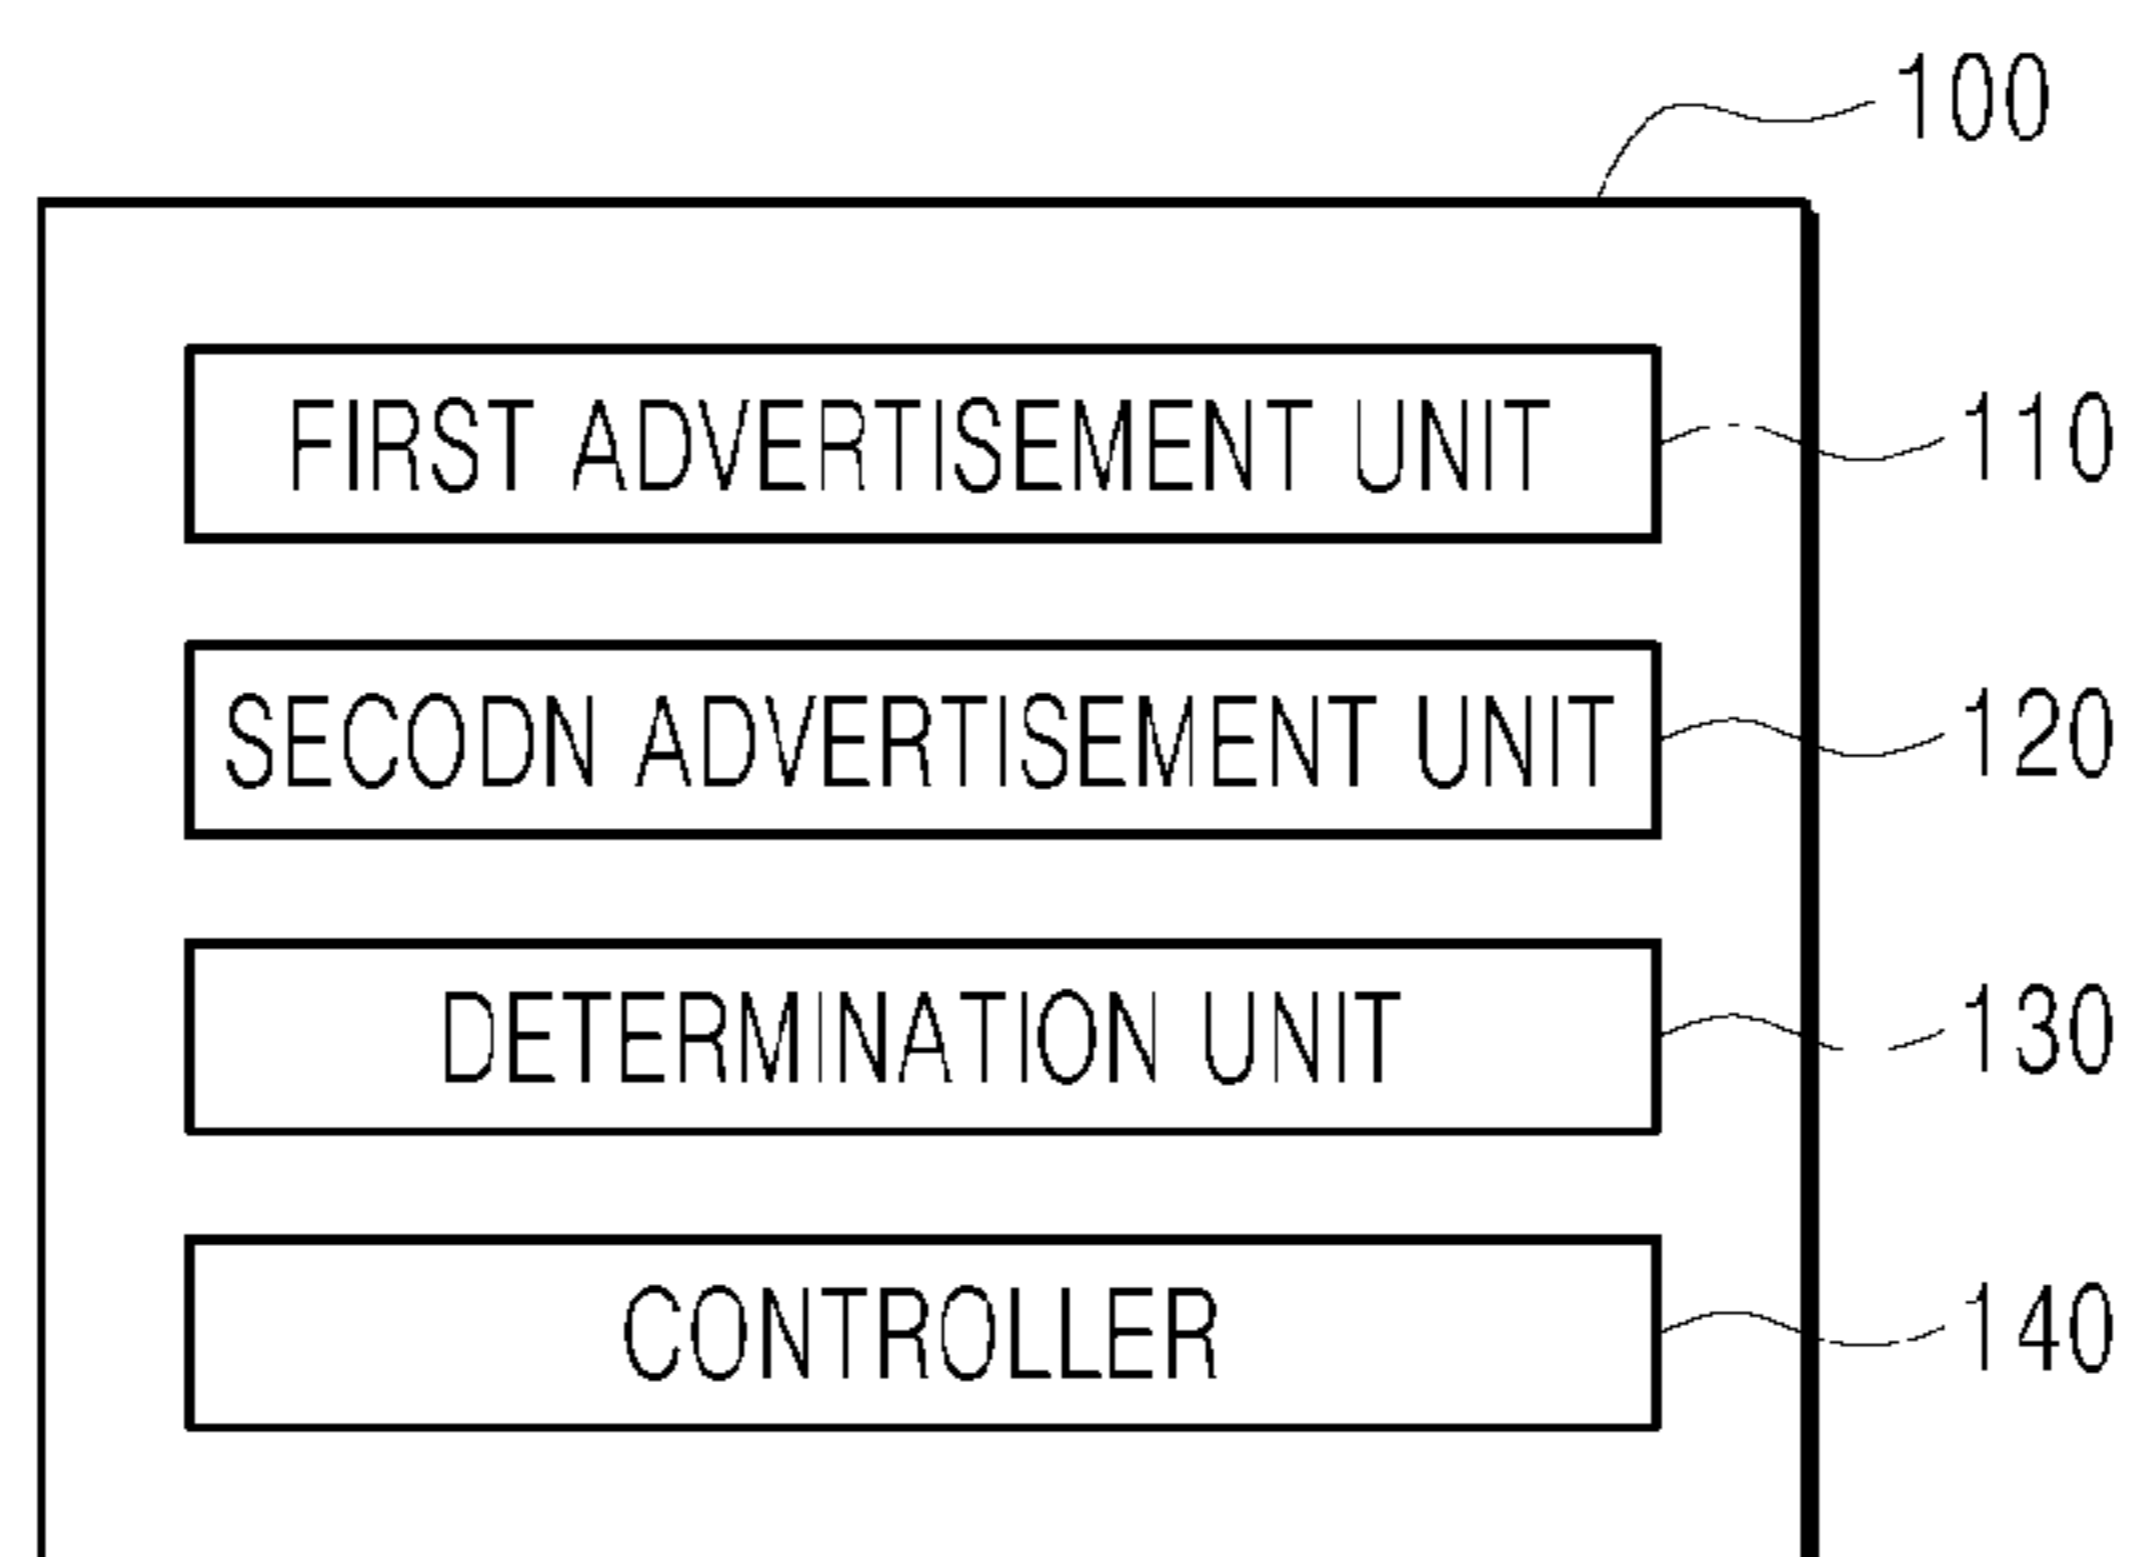 100
FIRST ADVERTISEMENT UNIT 110
SECODN ADVERTISEMENT UNIT 120
DETERMINATION UNIT 130
CONTROLLER 140